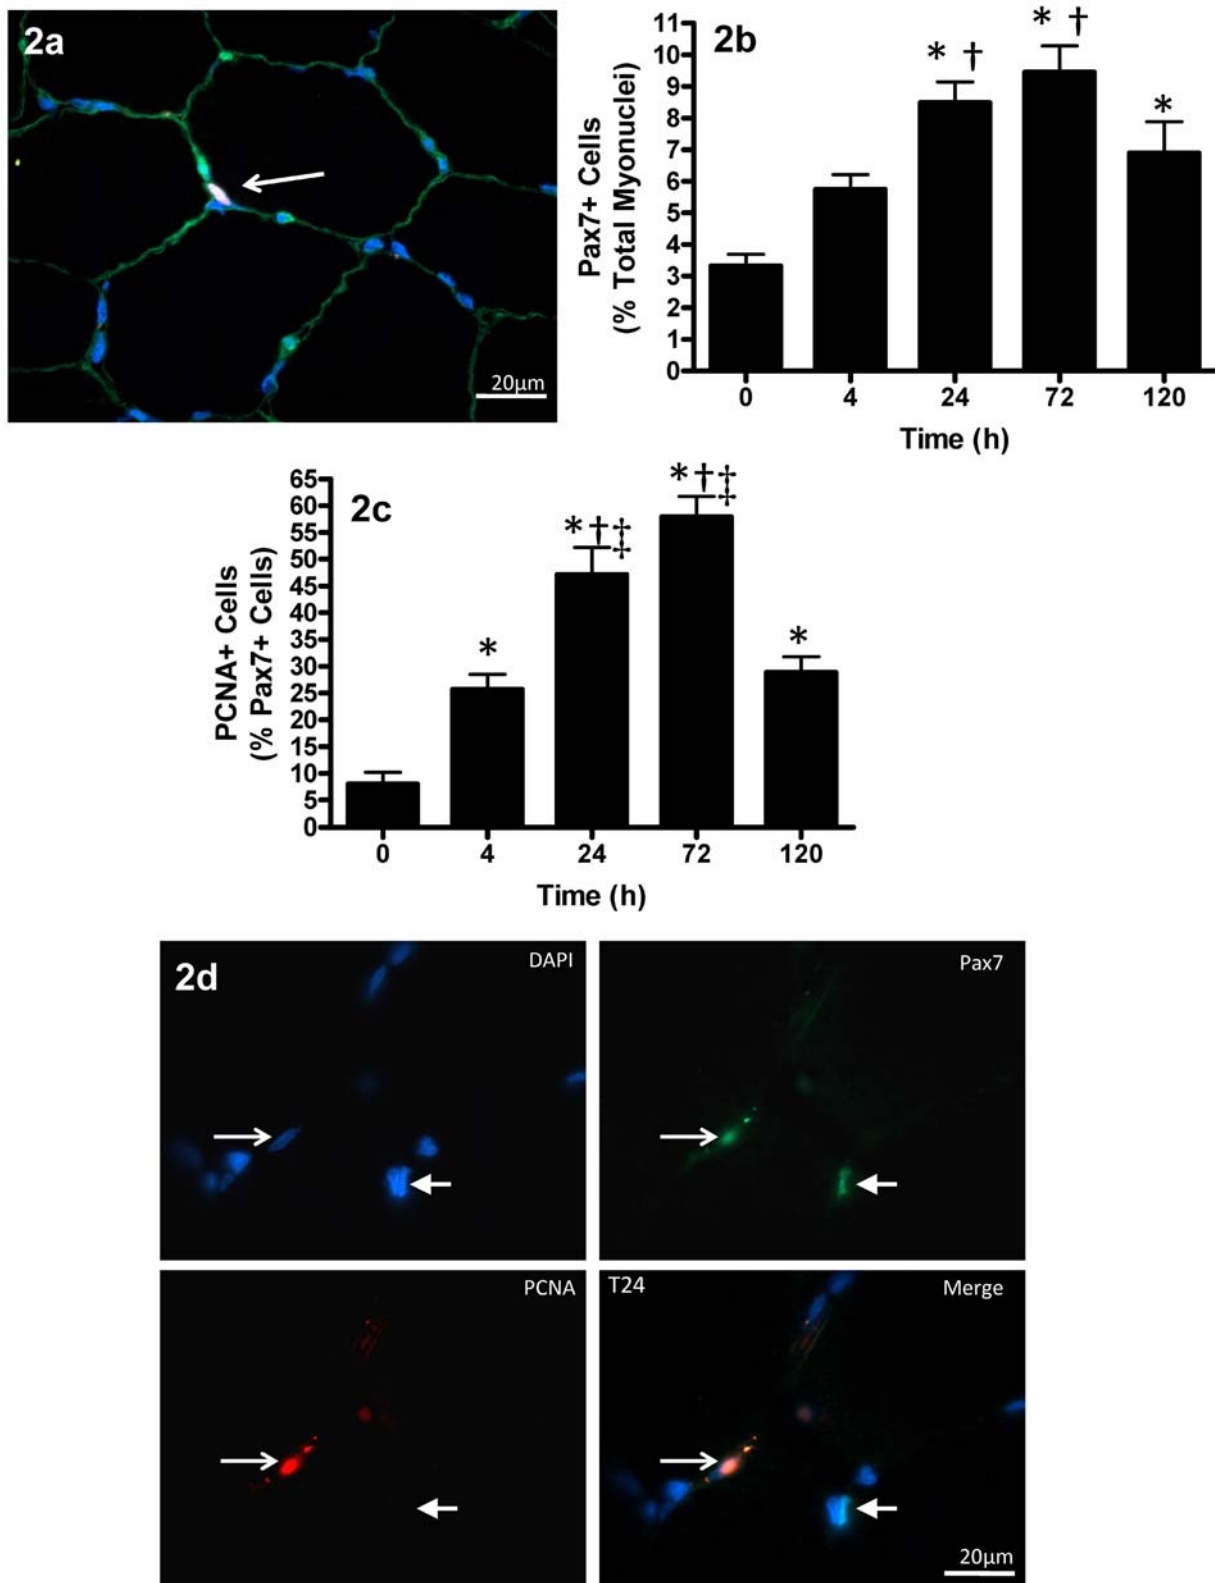 2a
20μm
2b
Pax7+ Cells
(% Total Myonuclei)
11
10
9
8
7
6
5
4
3
2
1
0
* †
* †
*
0 4 24 72 120
Time (h)
2c
PCNA+ Cells
(% Pax7+ Cells)
65
60
55
50
45
40
35
30
25
20
15
10
5
0
*
*†‡
*†‡
*
0 4 24 72 120
Time (h)
2d
DAPI
Pax7
PCNA
T24
Merge
20μm